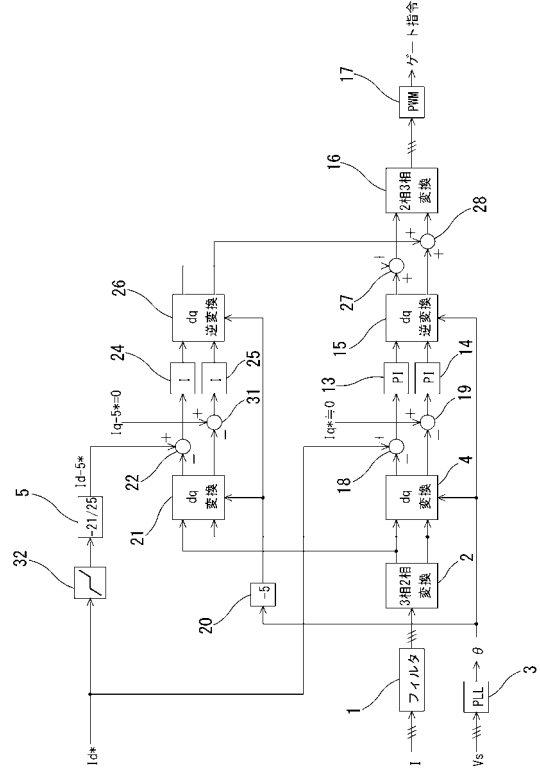 Id*
32
5
-21/25
Id-5*
Iq-5*=0
22
+
-
31
+
-
24
I
25
I
26
dq
逆変換
21
dq
変換
20
-5
I
1
フィルタ
2
3相2相
変換
4
dq
変換
18
+
-
Iq*≒0
19
+
-
13
PI
14
PI
15
dq
逆変換
27
+
+
28
+
+
16
2相3相
変換
17
PWM
ゲート指令
Vs
3
PLL
θ